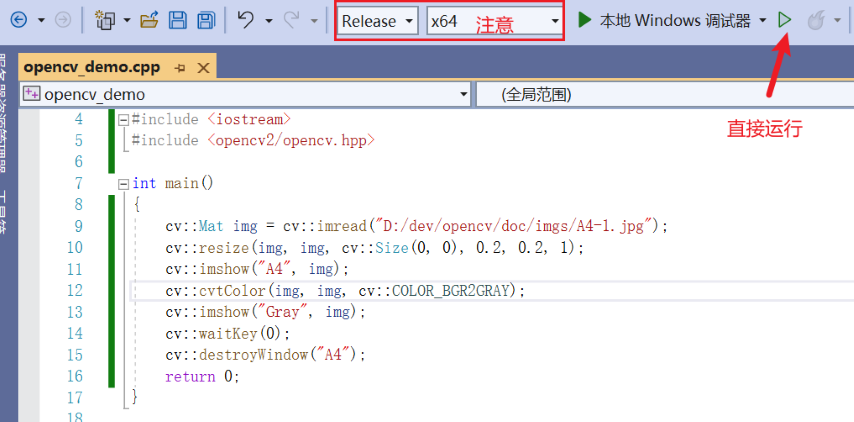 Release x64 注意 本地 Windows 调试器
opencv_demo.cpp
opencv_demo (全局范围)
直接运行
4 #include <iostream>
5 #include <opencv2/opencv.hpp>
6
7 int main()
8 {
9 cv::Mat img = cv::imread("D:/dev/opencv/doc/imgs/A4-1.jpg");
10 cv::resize(img, img, cv::Size(0, 0), 0.2, 0.2, 1);
11 cv::imshow("A4", img);
12 cv::cvtColor(img, img, cv::COLOR_BGR2GRAY);
13 cv::imshow("Gray", img);
14 cv::waitKey(0);
15 cv::destroyWindow("A4");
16 return 0;
17 }
18